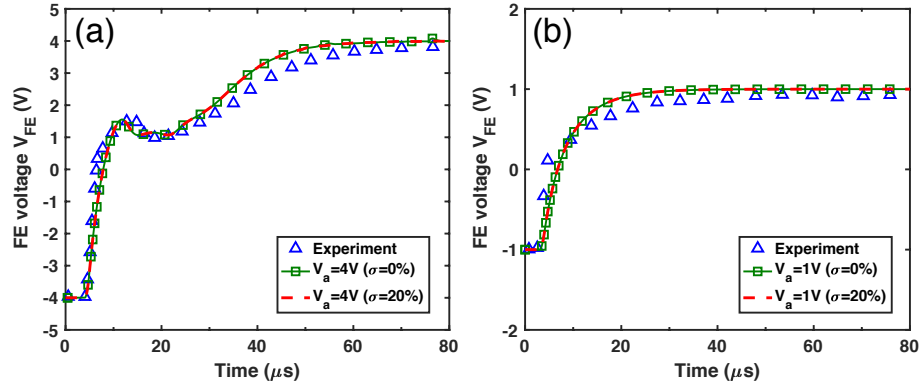 (a)
FE voltage V_FE (V)
5
4
3
2
1
0
-1
-2
-3
-4
-5
0 20 40 60 80
Time (μs)
Experiment
V_a=4V (σ=0%)
V_a=4V (σ=20%)
(b)
FE voltage V_FE (V)
2
1
0
-1
-2
0 20 40 60 80
Time (μs)
Experiment
V_a=1V (σ=0%)
V_a=1V (σ=20%)